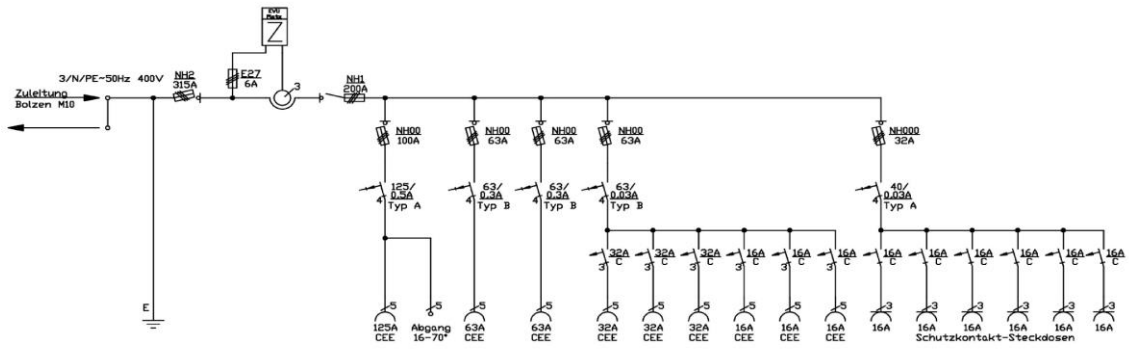 EVU
Platz
Z
3/N/PE~50Hz 400V
Zuleitung
Bolzen M10
NH2
315A
E27
6A
3
NH1
200A
NH00
100A
NH00
63A
NH00
63A
NH00
63A
NH000
32A
125/
0.5A
4
Typ A
63/
0.3A
4
Typ B
63/
0.3A
4
Typ B
63/
0.03A
4
Typ B
40/
0.03A
4
Typ A
32A
C
3
32A
C
3
32A
C
3
16A
C
3
16A
C
3
16A
C
3
16A
C
16A
C
16A
C
16A
C
16A
C
16A
C
E
5
5
5
5
5
5
5
5
5
5
3
3
3
3
3
3
125A
CEE
Abgang
16-70°
63A
CEE
63A
CEE
32A
CEE
32A
CEE
32A
CEE
16A
CEE
16A
CEE
16A
CEE
16A
16A
16A
16A
16A
16A
Schutzkontakt-Steckdosen